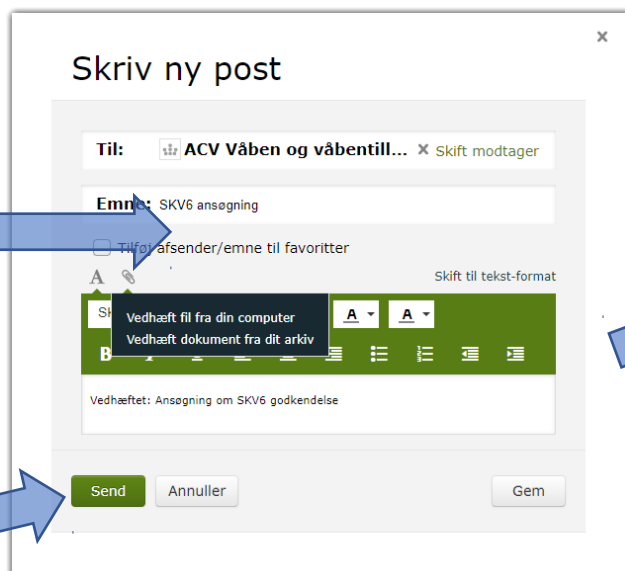 Skriv ny post
Til: ACV Våben og våbentill... × Skift modtager
Emne: SKV6 ansøgning
Tilføj afsender/emne til favoritter
A Skift til tekst-format
Vedhæft fil fra din computer
A A
Vedhæft dokument fra dit arkiv
B
Vedhæftet: Ansøgning om SKV6 godkendelse
Send Annuller Gem